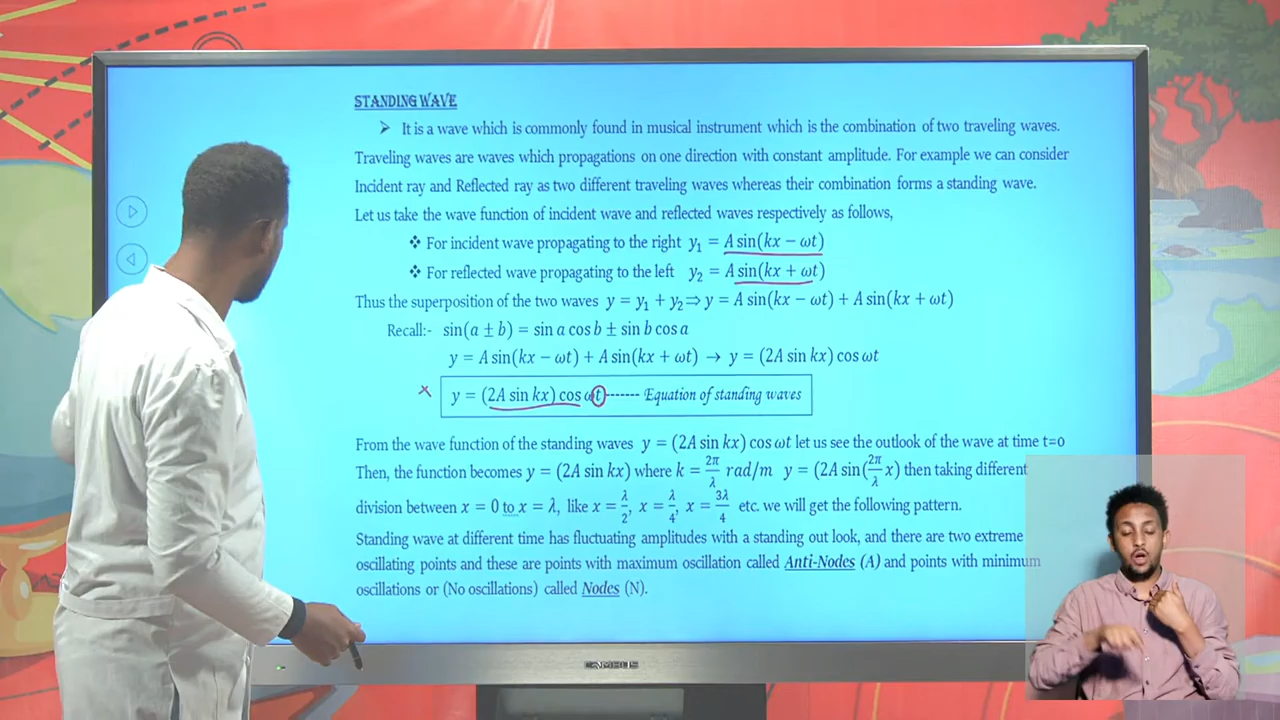 STANDING WAVE
➢ It is a wave which is commonly found in musical instrument which is the combination of two traveling waves.
Traveling waves are waves which propagations on one direction with constant amplitude. For example we can consider
Incident ray and Reflected ray as two different traveling waves whereas their combination forms a standing wave.
Let us take the wave function of incident wave and reflected waves respectively as follows,
❖ For incident wave propagating to the right y₁ = A sin(kx − ωt)
❖ For reflected wave propagating to the left y₂ = A sin(kx + ωt)
Thus the superposition of the two waves y = y₁ + y₂ ⇒ y = A sin(kx − ωt) + A sin(kx + ωt)
Recall:- sin(a ± b) = sin a cos b ± sin b cos a
y = A sin(kx − ωt) + A sin(kx + ωt) → y = (2A sin kx) cos ωt
× y = (2A sin kx) cos ωt------- Equation of standing waves
From the wave function of the standing waves y = (2A sin kx) cos ωt let us see the outlook of the wave at time t=0
Then, the function becomes y = (2A sin kx) where k = 2π/λ rad/m y = (2A sin(2π/λ x) then taking different
division between x = 0 to x = λ, like x = λ/2, x = λ/4, x = 3λ/4 etc. we will get the following pattern.
Standing wave at different time has fluctuating amplitudes with a standing out look, and there are two extreme
oscillating points and these are points with maximum oscillation called Anti-Nodes (A) and points with minimum
oscillations or (No oscillations) called Nodes (N).